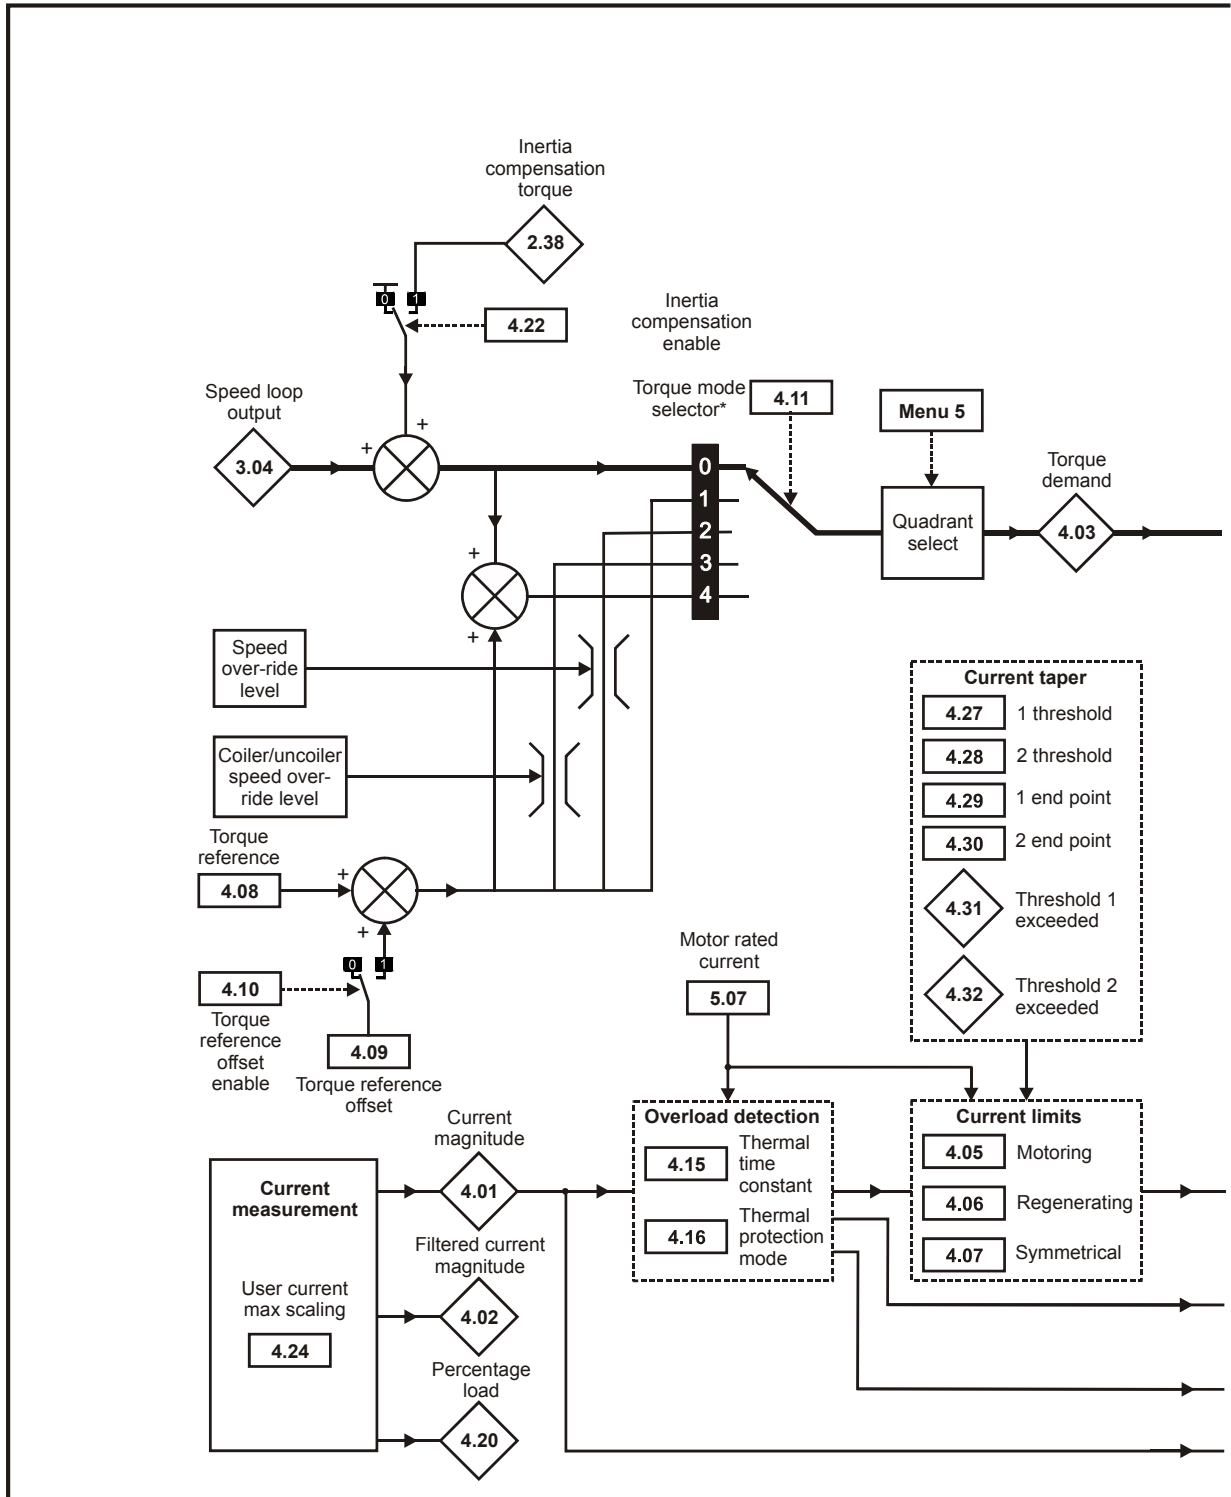 Inertia
compensation
torque
2.38
0 1
4.22
Inertia
compensation
enable
Speed loop
output
Torque mode
selector*
4.11
Menu 5
+
+
3.04
0
1
2
3
4
Quadrant
select
Torque
demand
4.03
+
+
Speed
over-ride
level
Coiler/uncoiler
speed over-
ride level
Current taper
4.27 1 threshold
4.28 2 threshold
4.29 1 end point
4.30 2 end point
4.31 Threshold 1
exceeded
4.32 Threshold 2
exceeded
Torque
reference
4.08
+
+
0 1
4.10
Torque
reference
offset
enable
4.09
Torque reference
offset
Motor rated
current
5.07
Current
measurement
User current
max scaling
4.24
Current
magnitude
4.01
Filtered current
magnitude
4.02
Percentage
load
4.20
Overload detection
4.15 Thermal
time
constant
4.16 Thermal
protection
mode
Current limits
4.05 Motoring
4.06 Regenerating
4.07 Symmetrical